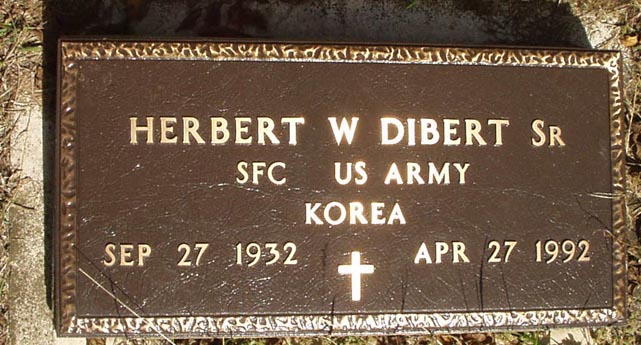 HERBERT W DIBERT SR
SFC US ARMY
KOREA
SEP 27 1932 APR 27 1992